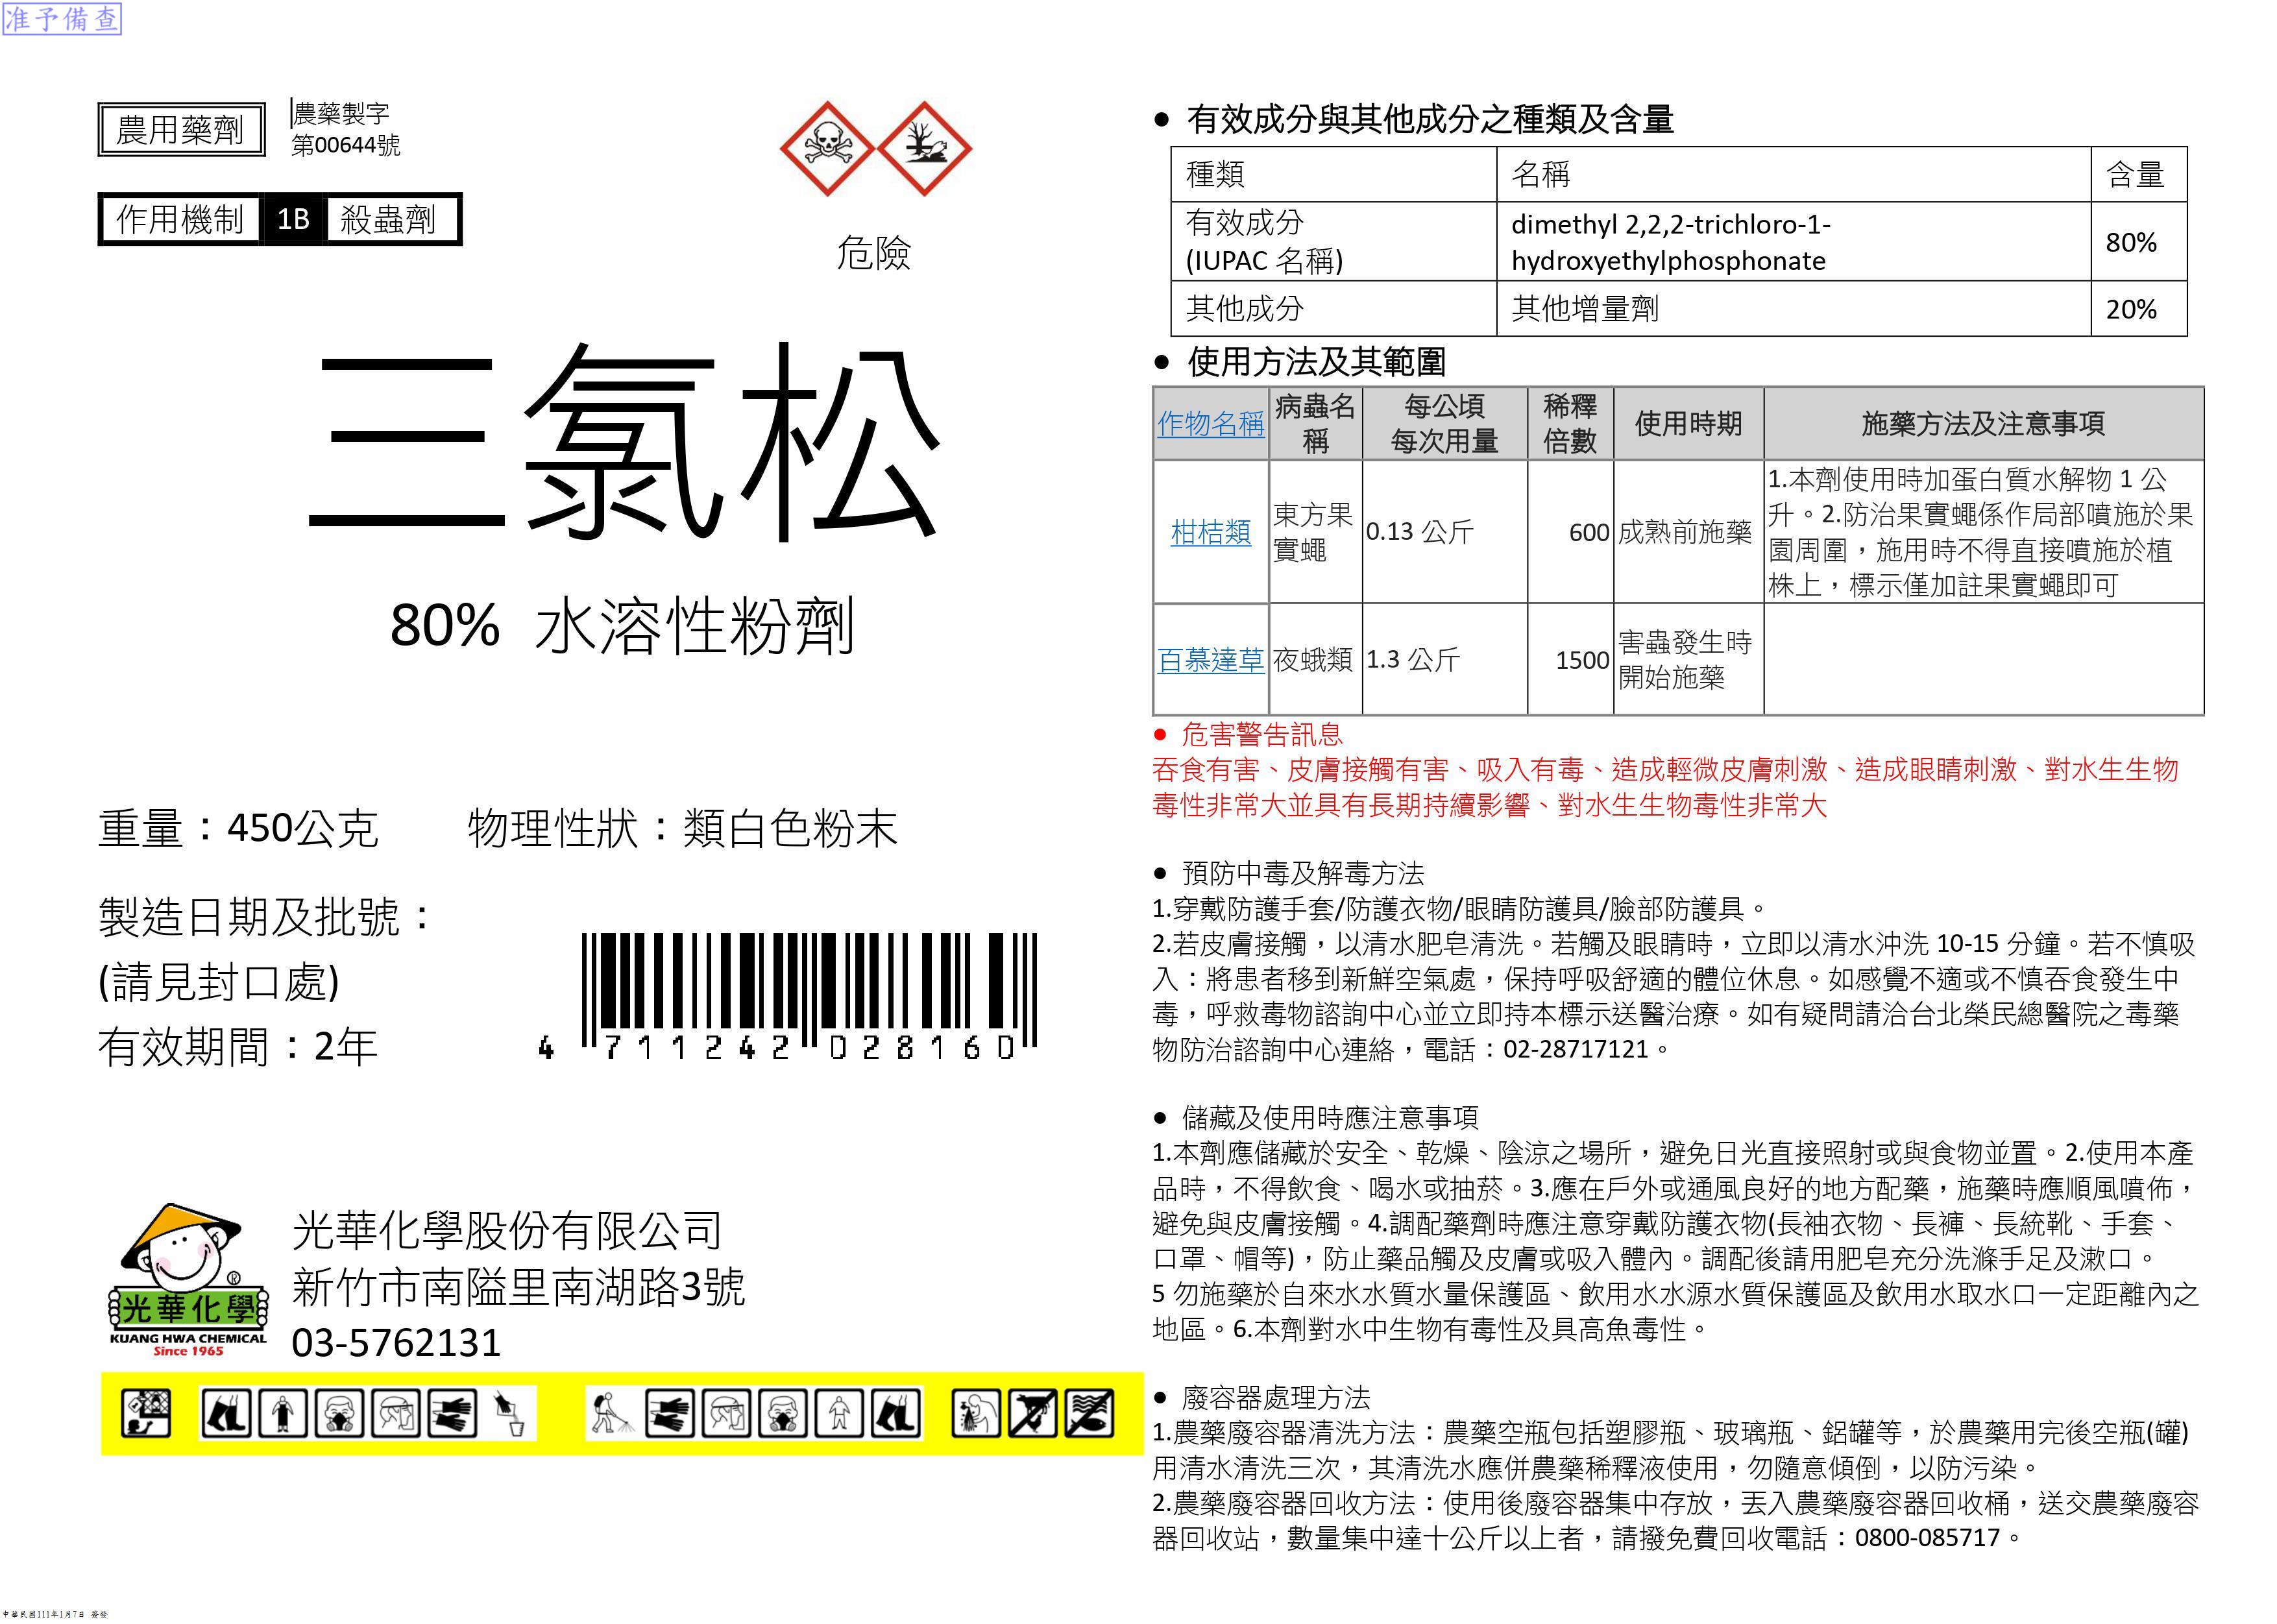 准予備查
農用藥劑
農藥製字
第00644號
作用機制 1B 殺蟲劑
危險
三氯松
80% 水溶性粉劑
重量：450公克 物理性狀：類白色粉末
製造日期及批號：
(請見封口處)
有效期間：2年
4 711242 028160
光華化學股份有限公司
新竹市南隘里南湖路3號
03-5762131
®
光華化學
KUANG HWA CHEMICAL
Since 1965
● 有效成分與其他成分之種類及含量
種類 名稱 含量
有效成分
(IUPAC 名稱)
dimethyl 2,2,2-trichloro-1-
hydroxyethylphosphonate
80%
其他成分 其他增量劑 20%
● 使用方法及其範圍
作物名稱
病蟲名
稱
每公頃
每次用量
稀釋
倍數
使用時期
施藥方法及注意事項
柑桔類
東方果
實蠅
0.13 公斤
600
成熟前施藥
1.本劑使用時加蛋白質水解物 1 公
升。2.防治果實蠅係作局部噴施於果
園周圍，施用時不得直接噴施於植
株上，標示僅加註果實蠅即可
百慕達草
夜蛾類
1.3 公斤
1500
害蟲發生時
開始施藥
● 危害警告訊息
吞食有害、皮膚接觸有害、吸入有毒、造成輕微皮膚刺激、造成眼睛刺激、對水生生物
毒性非常大並具有長期持續影響、對水生生物毒性非常大
● 預防中毒及解毒方法
1.穿戴防護手套/防護衣物/眼睛防護具/臉部防護具。
2.若皮膚接觸，以清水肥皂清洗。若觸及眼睛時，立即以清水沖洗 10-15 分鐘。若不慎吸
入：將患者移到新鮮空氣處，保持呼吸舒適的體位休息。如感覺不適或不慎吞食發生中
毒，呼救毒物諮詢中心並立即持本標示送醫治療。如有疑問請洽台北榮民總醫院之毒藥
物防治諮詢中心連絡，電話：02-28717121。
● 儲藏及使用時應注意事項
1.本劑應儲藏於安全、乾燥、陰涼之場所，避免日光直接照射或與食物並置。2.使用本產
品時，不得飲食、喝水或抽菸。3.應在戶外或通風良好的地方配藥，施藥時應順風噴佈，
避免與皮膚接觸。4.調配藥劑時應注意穿戴防護衣物(長袖衣物、長褲、長統靴、手套、
口罩、帽等)，防止藥品觸及皮膚或吸入體內。調配後請用肥皂充分洗滌手足及漱口。
5 勿施藥於自來水水質水量保護區、飲用水水源水質保護區及飲用水取水口一定距離內之
地區。6.本劑對水中生物有毒性及具高魚毒性。
● 廢容器處理方法
1.農藥廢容器清洗方法：農藥空瓶包括塑膠瓶、玻璃瓶、鋁罐等，於農藥用完後空瓶(罐)
用清水清洗三次，其清洗水應併農藥稀釋液使用，勿隨意傾倒，以防污染。
2.農藥廢容器回收方法：使用後廢容器集中存放，丟入農藥廢容器回收桶，送交農藥廢容
器回收站，數量集中達十公斤以上者，請撥免費回收電話：0800-085717。
中華民國111年1月7日 簽發